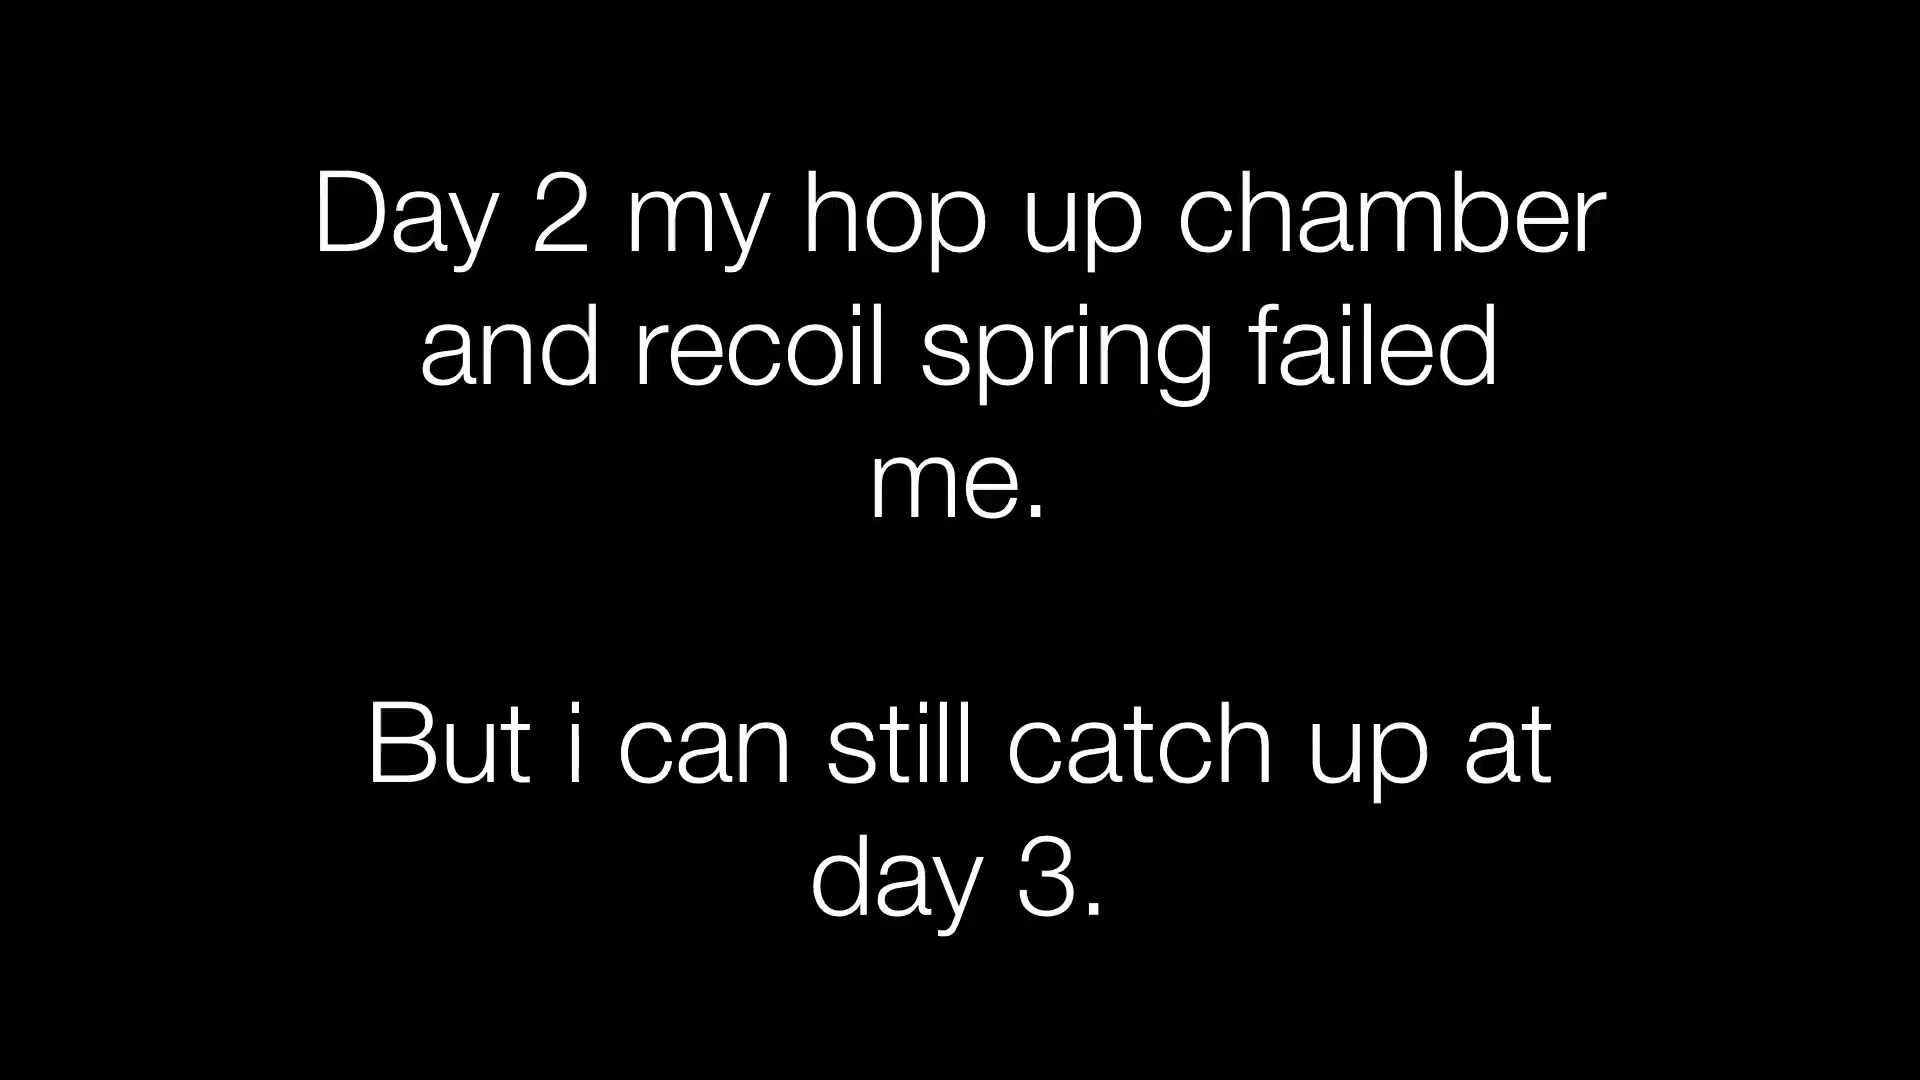 Day 2 my hop up chamber
and recoil spring failed
me.
But i can still catch up at
day 3.